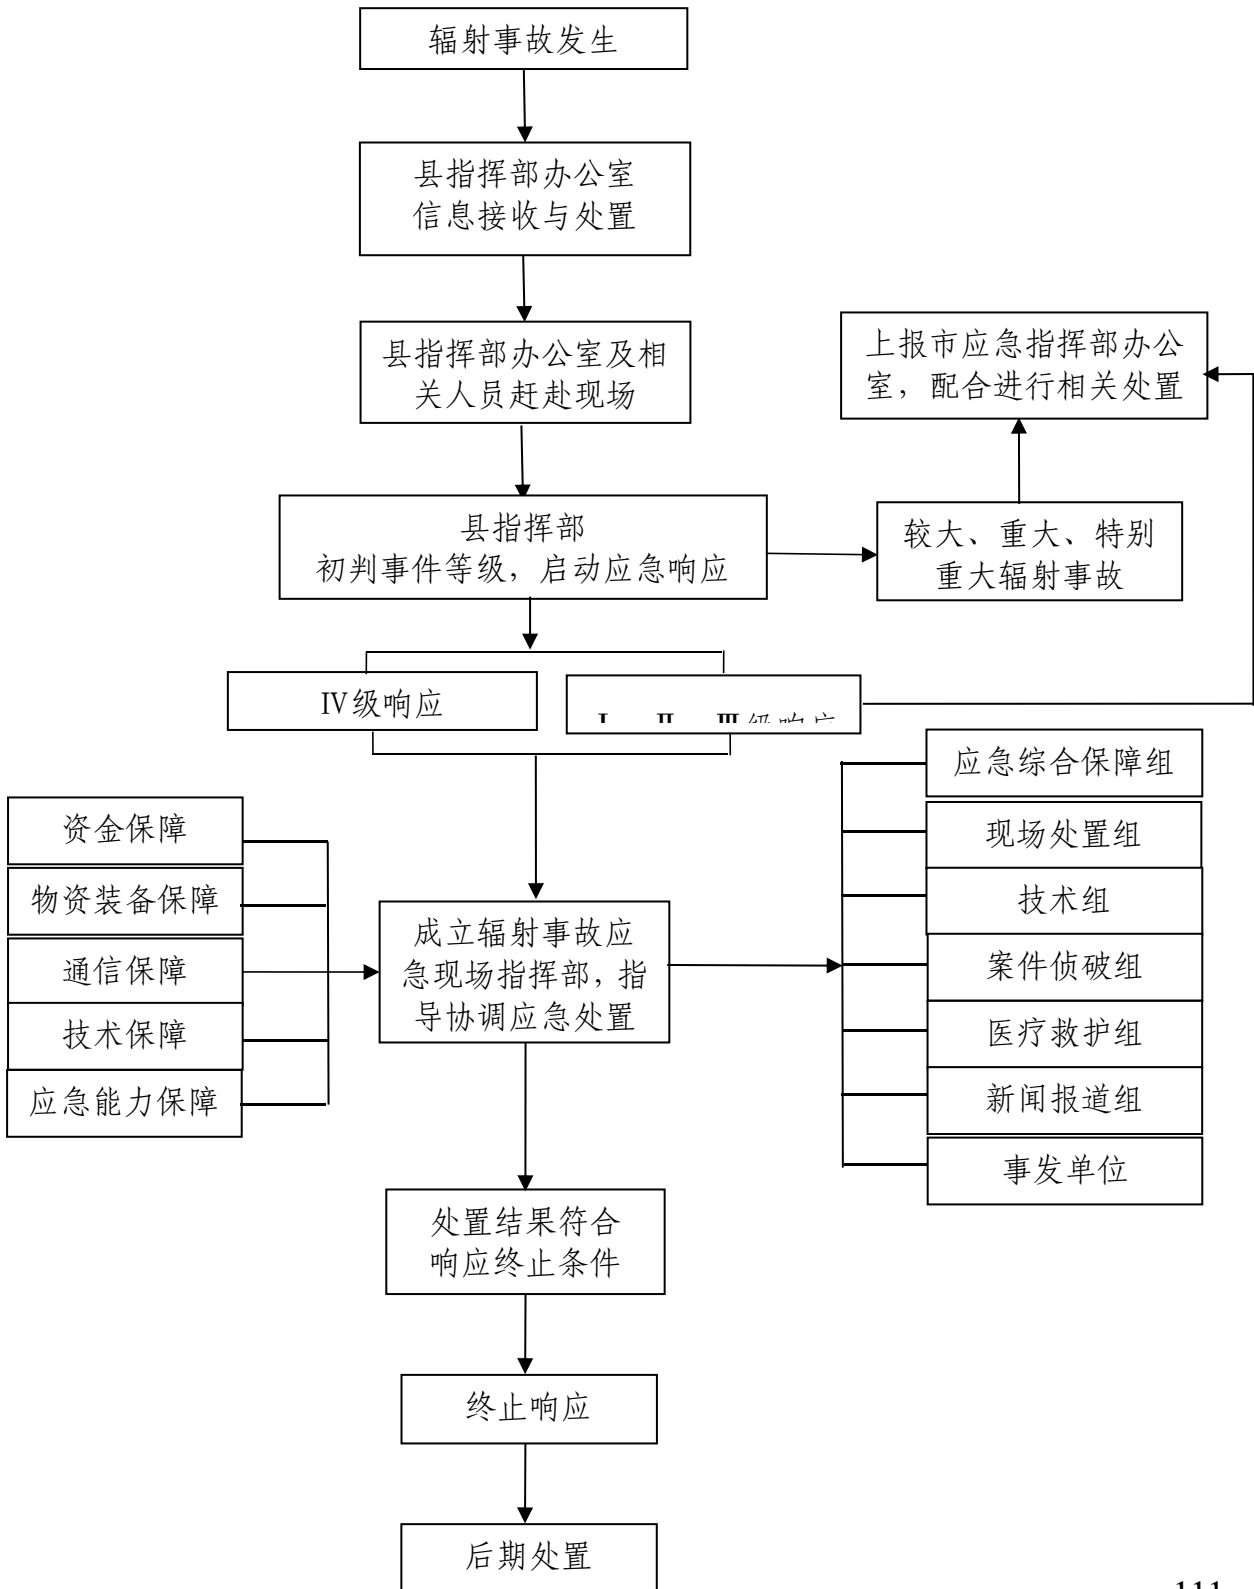 辐射事故发生
县指挥部办公室
信息接收与处置
县指挥部办公室及相
关人员赶赴现场
上报市应急指挥部办公
室，配合进行相关处置
县指挥部
初判事件等级，启动应急响应
较大、重大、特别
重大辐射事故
Ⅳ级响应
Ⅰ、Ⅱ、Ⅲ级响应
资金保障
物资装备保障
通信保障
技术保障
应急能力保障
成立辐射事故应
急现场指挥部，指
导协调应急处置
应急综合保障组
现场处置组
技术组
案件侦破组
医疗救护组
新闻报道组
事发单位
处置结果符合
响应终止条件
终止响应
后期处置
111